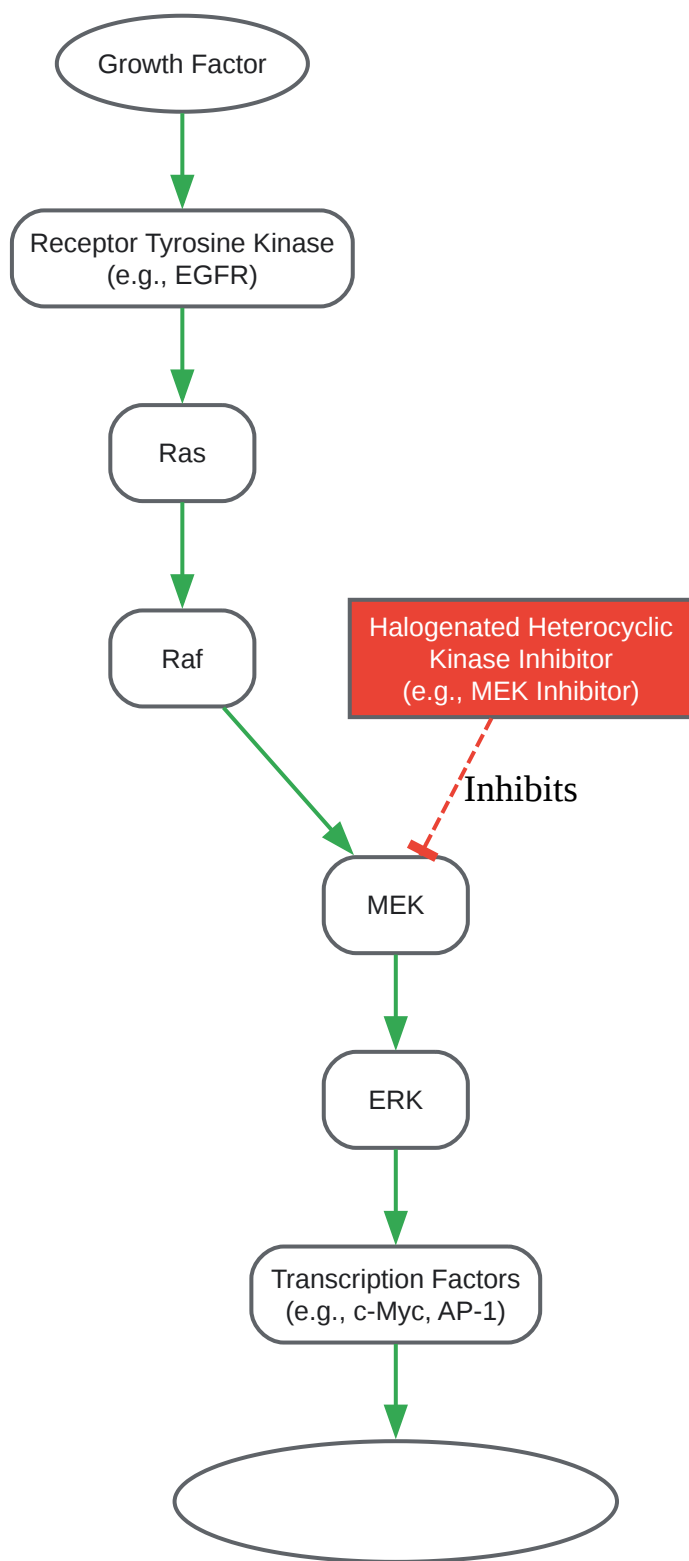 Growth Factor
Receptor Tyrosine Kinase
(e.g., EGFR)
Ras
Raf
Halogenated Heterocyclic
Kinase Inhibitor
(e.g., MEK Inhibitor)
Inhibits
MEK
ERK
Transcription Factors
(e.g., c-Myc, AP-1)